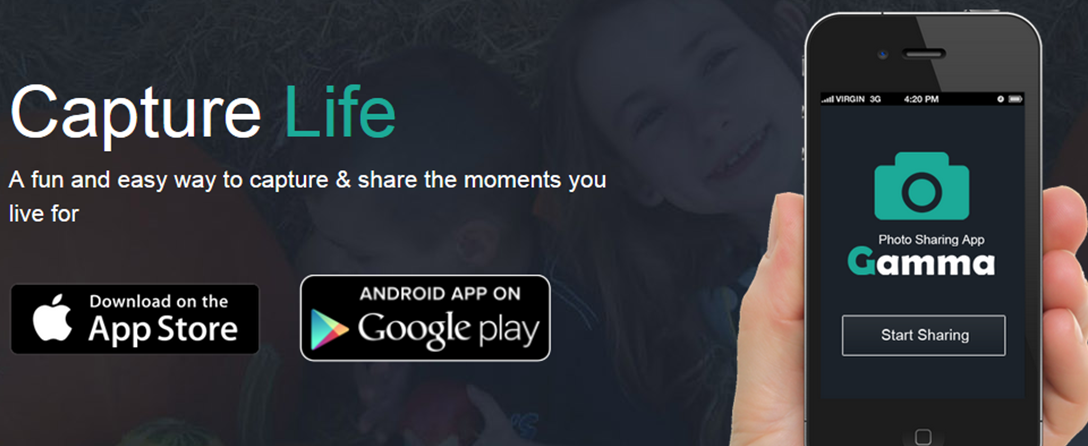 Capture Life
A fun and easy way to capture & share the moments you
live for
Download on the
App Store
ANDROID APP ON
Google play
VIRGIN 3G 4:20 PM
Photo Sharing App
Gamma
Start Sharing